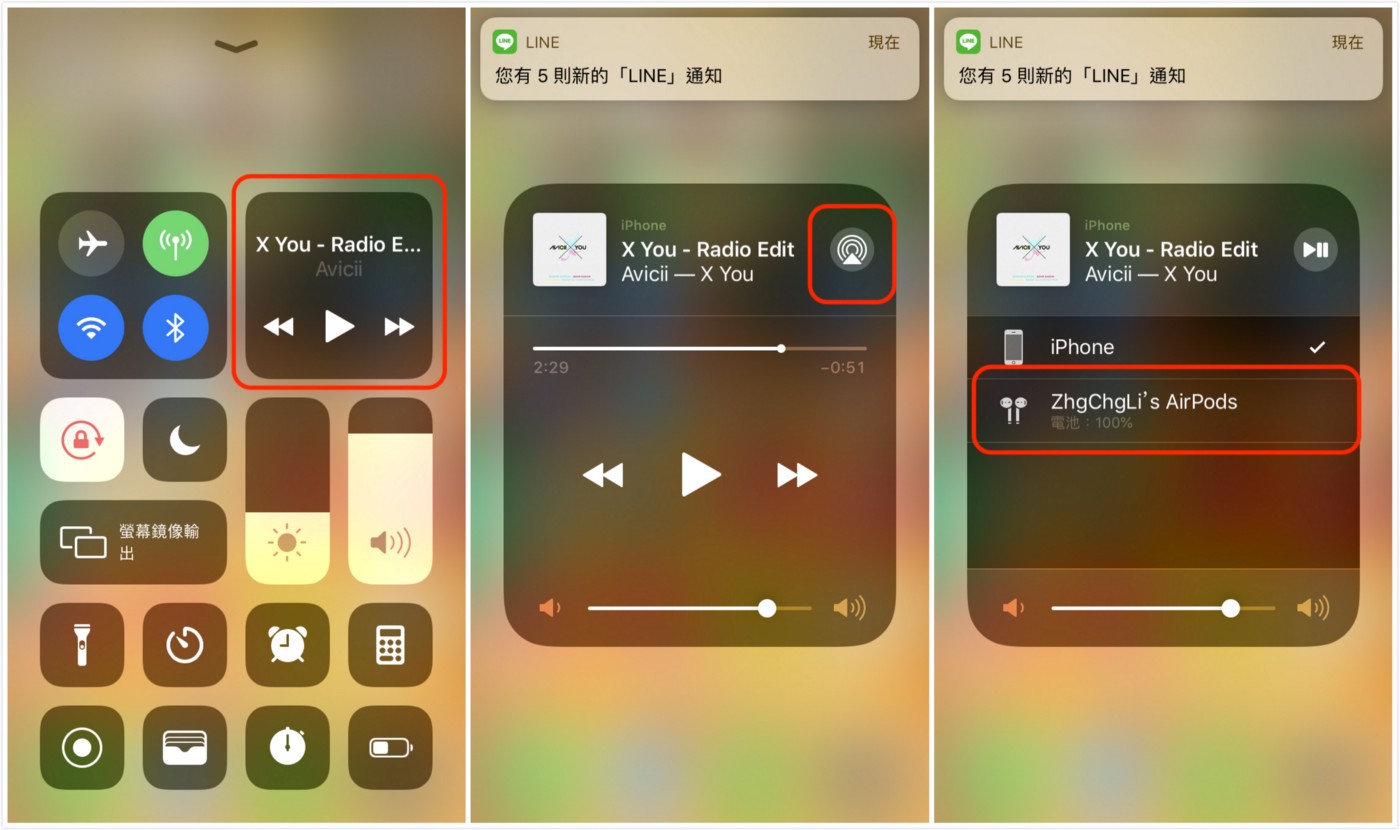 X You - Radio E...
Avicii
螢幕鏡像輸
出
LINE
現在
您有 5 則新的「LINE」通知
iPhone
X You - Radio Edit
Avicii — X You
2:29
-0:51
LINE
現在
您有 5 則新的「LINE」通知
iPhone
X You - Radio Edit
Avicii — X You
iPhone
ZhgChgLi's AirPods
電池：100%